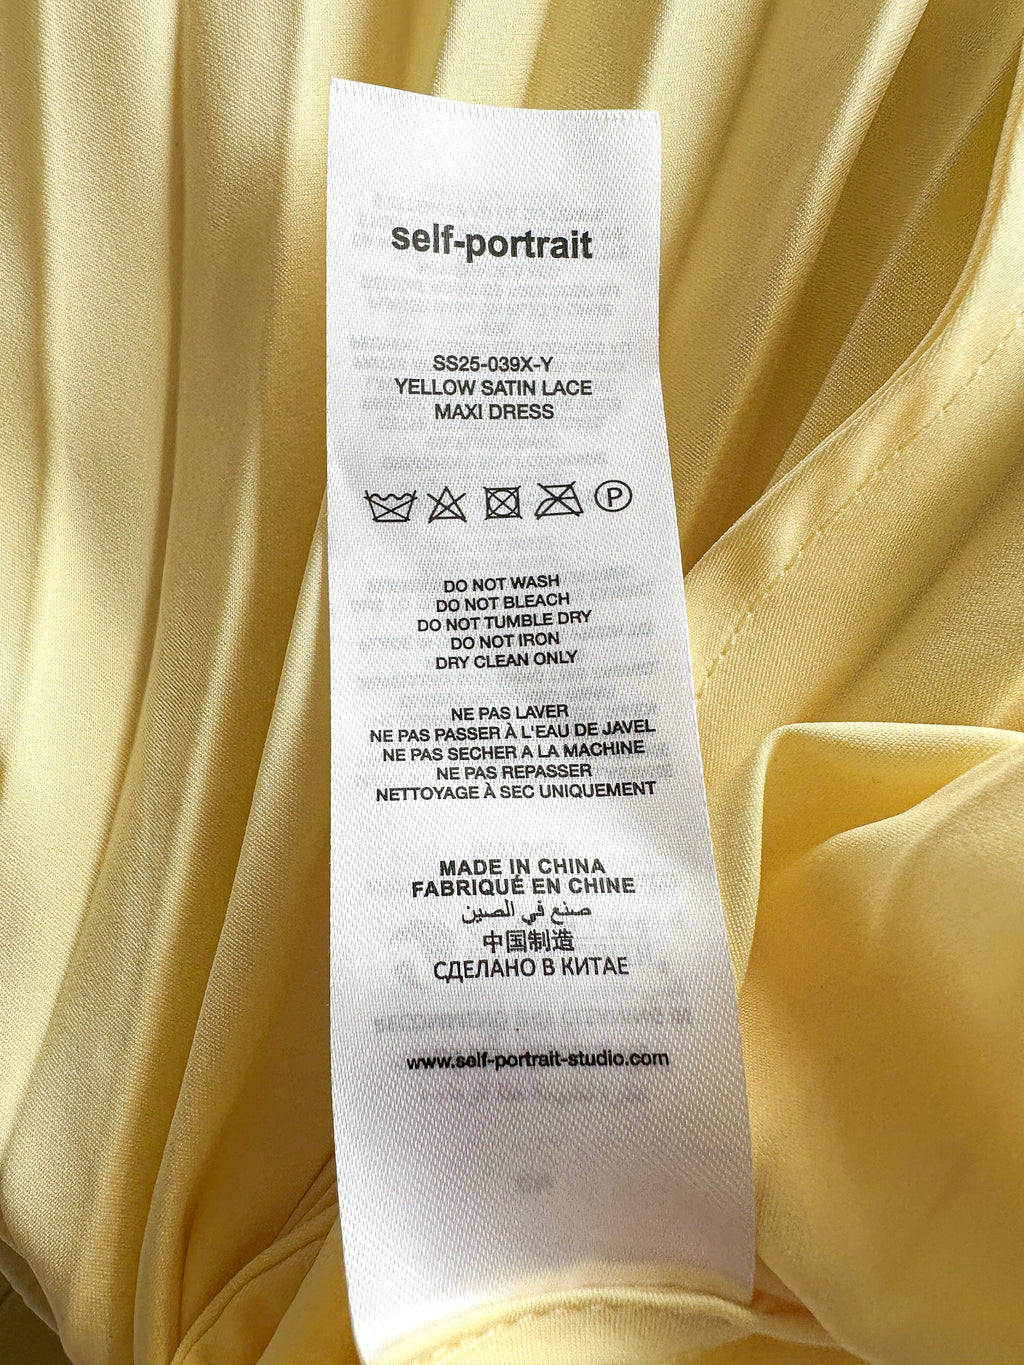 self-portrait
SS25-039X-Y
YELLOW SATIN LACE
MAXI DRESS
P
DO NOT WASH
DO NOT BLEACH
DO NOT TUMBLE DRY
DO NOT IRON
DRY CLEAN ONLY
NE PAS LAVER
NE PAS PASSER À L'EAU DE JAVEL
NE PAS SECHER A LA MACHINE
NE PAS REPASSER
NETTOYAGE À SEC UNIQUEMENT
MADE IN CHINA
FABRIQUÉ EN CHINE
صنع في الصين
中国制造
СДЕЛАНО В КИТАЕ
www.self-portrait-studio.com